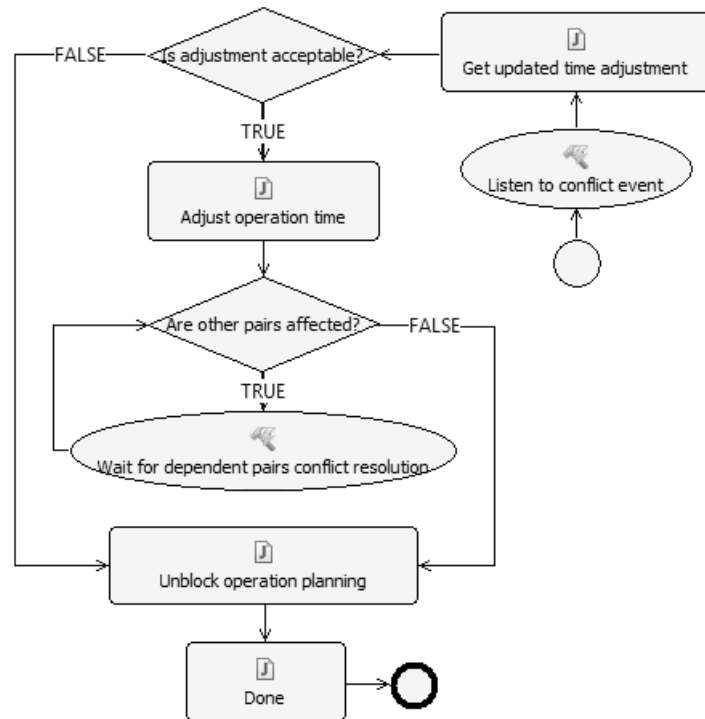 FALSE
Is adjustment acceptable?
Get updated time adjustment
TRUE
Listen to conflict event
Adjust operation time
Are other pairs affected?
FALSE
TRUE
Wait for dependent pairs conflict resolution
Unblock operation planning
Done